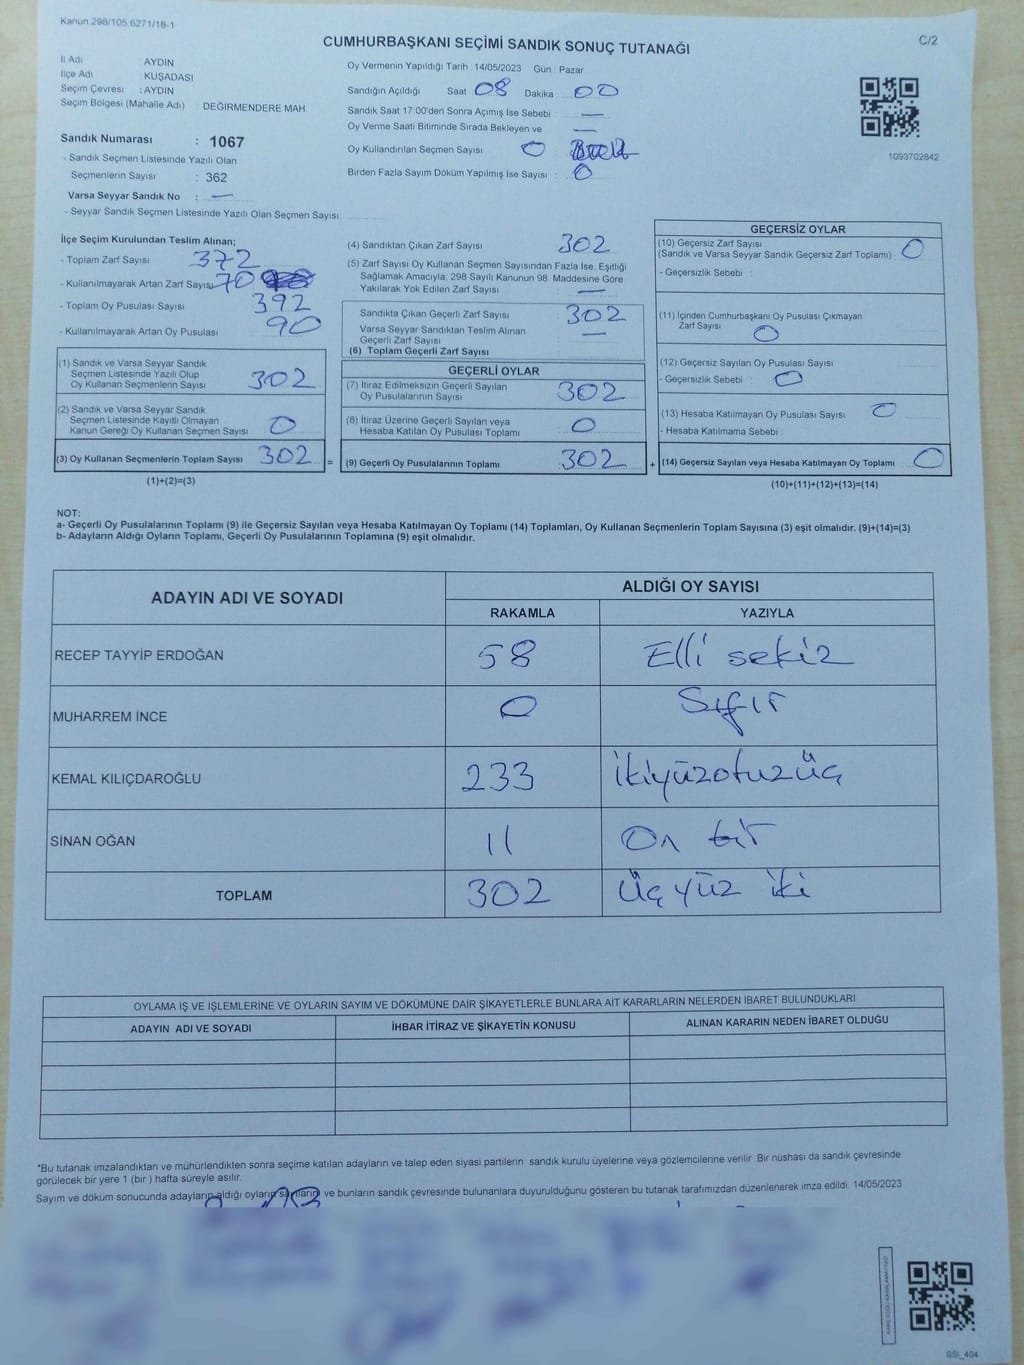 Kanun.298/105;6271/18-1
C/2
CUMHURBAŞKANI SEÇİMİ SANDIK SONUÇ TUTANAĞI
İl Adı : AYDIN
İlçe Adı : KUŞADASI
Seçim Çevresi : AYDIN
Seçim Bölgesi (Mahalle Adı) : DEĞİRMENDERE MAH.
Sandık Numarası : 1067
- Sandık Seçmen Listesinde Yazılı Olan
Seçmenlerin Sayısı : 362
Varsa Seyyar Sandık No : —
- Seyyar Sandık Seçmen Listesinde Yazılı Olan Seçmen Sayısı
Oy Vermenin Yapıldığı Tarih : 14/05/2023 Gün : Pazar
Sandığın Açıldığı Saat : 08 Dakika : 00
Sandık Saat 17:00'den Sonra Açımış İse Sebebi : —
Oy Verme Saati Bitiminde Sırada Bekleyen ve —
Oy Kullandırılan Seçmen Sayısı : 0
Birden Fazla Sayım Döküm Yapılmış İse Sayısı : 0
1093702842
İlçe Seçim Kurulundan Teslim Alınan;
- Toplam Zarf Sayısı : 372
- Kullanılmayarak Artan Zarf Sayısı : 70
- Toplam Oy Pusulası Sayısı : 392
- Kullanılmayarak Artan Oy Pusulası : 90
(1) Sandık ve Varsa Seyyar Sandık
Seçmen Listesinde Yazılı Olup
Oy Kullanan Seçmenlerin Sayısı 302
(2) Sandık ve Varsa Seyyar Sandık
Seçmen Listesinde Kayıtlı Olmayan
Kanun Gereği Oy Kullanan Seçmen Sayısı 0
(3) Oy Kullanan Seçmenlerin Toplam Sayısı 302 =
(1)+(2)=(3)
(4) Sandıktan Çıkan Zarf Sayısı 302
(5) Zarf Sayısı Oy Kullanan Seçmen Sayısından Fazla İse, Eşitliği
Sağlamak Amacıyla; 298 Sayılı Kanunun 98. Maddesine Göre
Yakılarak Yok Edilen Zarf Sayısı : —
Sandıkta Çıkan Geçerli Zarf Sayısı 302
Varsa Seyyar Sandıktan Teslim Alınan
Geçerli Zarf Sayısı —
(6) Toplam Geçerli Zarf Sayısı
GEÇERLİ OYLAR
(7) İtiraz Edilmeksizin Geçerli Sayılan
Oy Pusulalarının Sayısı 302
(8) İtiraz Üzerine Geçerli Sayılan veya
Hesaba Katılan Oy Pusulası Toplamı 0
(9) Geçerli Oy Pusulalarının Toplamı 302 +
GEÇERSİZ OYLAR
(10) Geçersiz Zarf Sayısı
(Sandık ve Varsa Seyyar Sandık Geçersiz Zarf Toplamı) : 0
- Geçersizlik Sebebi :
(11) İçinden Cumhurbaşkanı Oy Pusulası Çıkmayan
Zarf Sayısı : 0
(12) Geçersiz Sayılan Oy Pusulası Sayısı :
- Geçersizlik Sebebi : 0
(13) Hesaba Katılmayan Oy Pusulası Sayısı : 0
- Hesaba Katılmama Sebebi :
(14) Geçersiz Sayılan veya Hesaba Katılmayan Oy Toplamı 0
(10)+(11)+(12)+(13)=(14)
NOT:
a- Geçerli Oy Pusulalarının Toplamı (9) ile Geçersiz Sayılan veya Hesaba Katılmayan Oy Toplamı (14) Toplamları, Oy Kullanan Seçmenlerin Toplam Sayısına (3) eşit olmalıdır. (9)+(14)=(3)
b- Adayların Aldığı Oyların Toplamı, Geçerli Oy Pusulalarının Toplamına (9) eşit olmalıdır.
ADAYIN ADI VE SOYADI ALDIĞI OY SAYISI
RAKAMLA YAZIYLA
RECEP TAYYİP ERDOĞAN 58 Elli sekiz
MUHARREM İNCE 0 Sıfır
KEMAL KILIÇDAROĞLU 233 İkiyüzotuzüç
SİNAN OĞAN 11 On bir
TOPLAM 302 Üç yüz iki
OYLAMA İŞ VE İŞLEMLERİNE VE OYLARIN SAYIM VE DÖKÜMÜNE DAİR ŞİKAYETLERLE BUNLARA AİT KARARLARIN NELERDEN İBARET BULUNDUKLARI
ADAYIN ADI VE SOYADI İHBAR İTİRAZ VE ŞİKAYETİN KONUSU ALINAN KARARIN NEDEN İBARET OLDUĞU
*Bu tutanak imzalandıktan ve mühürlendikten sonra seçime katılan adayların ve talep eden siyasi partilerin sandık kurulu üyelerine veya gözlemcilerine verilir .Bir nüshası da sandık çevresinde
görülecek bir yere 1 (bir ) hafta süreyle asılır.
Sayım ve döküm sonucunda adayların aldığı oyların sayıların ve bunların sandık çevresinde bulunanlara duyurulduğunu gösteren bu tutanak tarafımızdan düzenlenerek imza edildi. 14/05/2023
SSI_404